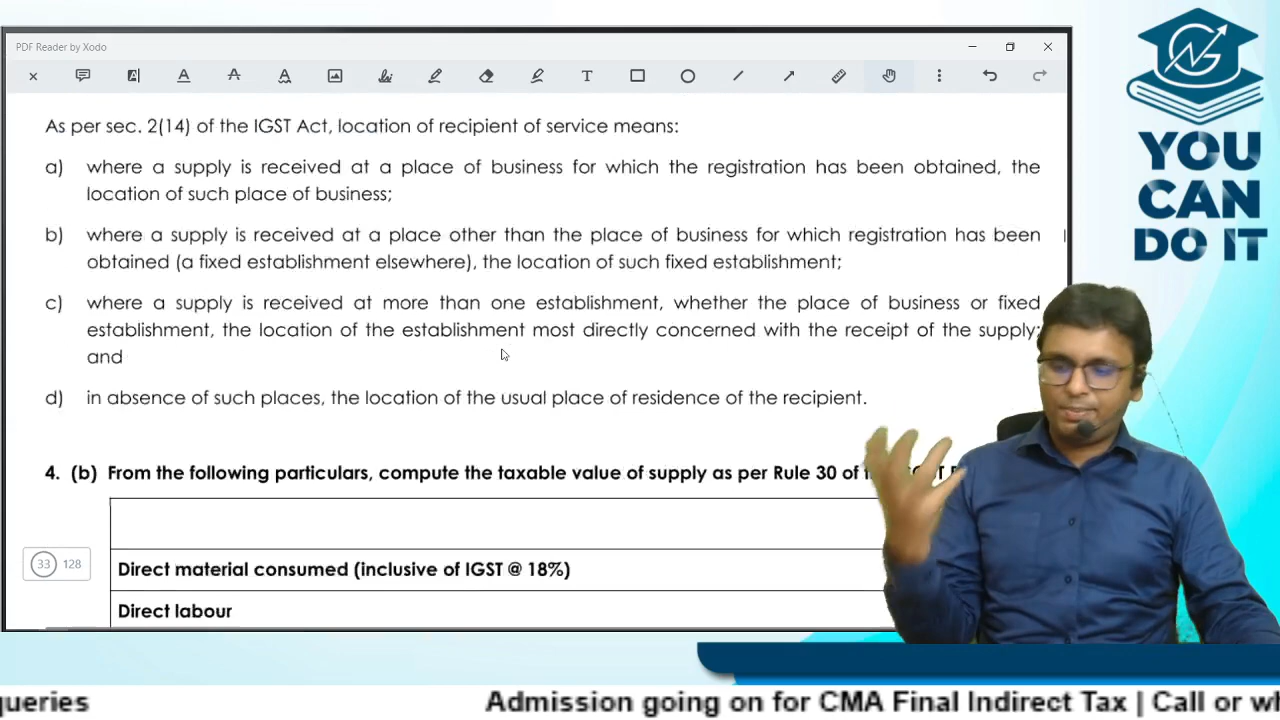 PDF Reader by Xodo
As per sec. 2(14) of the IGST Act, location of recipient of service means:
a) where a supply is received at a place of business for which the registration has been obtained, the
location of such place of business;
b) where a supply is received at a place other than the place of business for which registration has been
obtained (a fixed establishment elsewhere), the location of such fixed establishment;
c) where a supply is received at more than one establishment, whether the place of business or fixed
establishment, the location of the establishment most directly concerned with the receipt of the supply;
and
d) in absence of such places, the location of the usual place of residence of the recipient.
4. (b) From the following particulars, compute the taxable value of supply as per Rule 30 of
33 128
Direct material consumed (inclusive of IGST @ 18%)
Direct labour
YOU
CAN
DO IT
queries Admission going on for CMA Final Indirect Tax | Call or